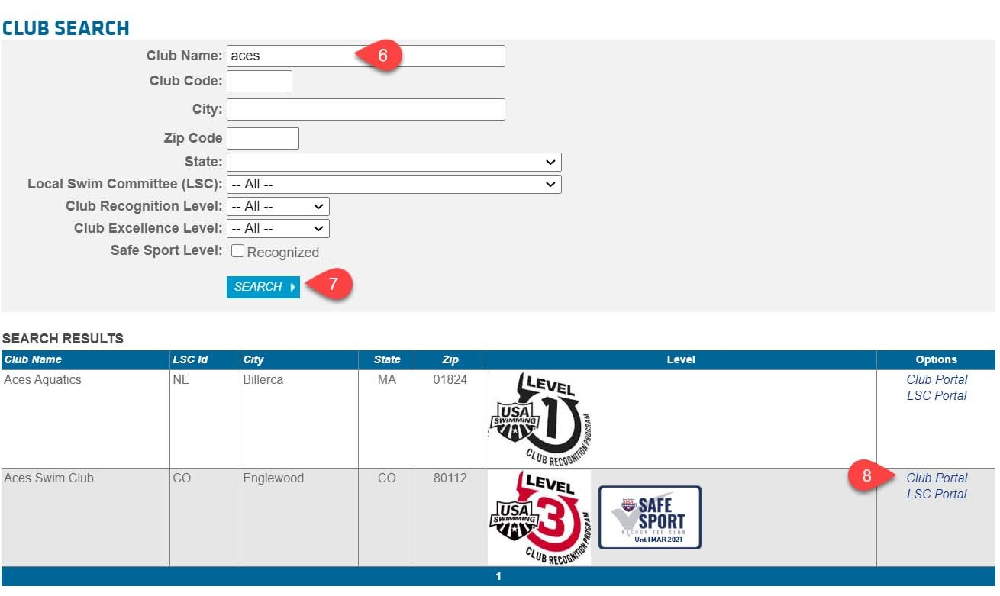 CLUB SEARCH
Club Name: aces 6
Club Code:
City:
Zip Code
State:
Local Swim Committee (LSC): -- All --
Club Recognition Level: -- All --
Club Excellence Level: -- All --
Safe Sport Level: Recognized
SEARCH 7
SEARCH RESULTS
Club Name LSC Id City State Zip Level Options
Aces Aquatics NE Billerca MA 01824 Club Portal
LSC Portal
LEVEL
1
USA
SWIMMING
CLUB RECOGNITION PROGRAM
Aces Swim Club CO Englewood CO 80112 8 Club Portal
LSC Portal
LEVEL
3
USA
SWIMMING
CLUB RECOGNITION PROGRAM
USA
SAFE
SPORT
RECOGNIZED CLUB
Until MAR 2021
1